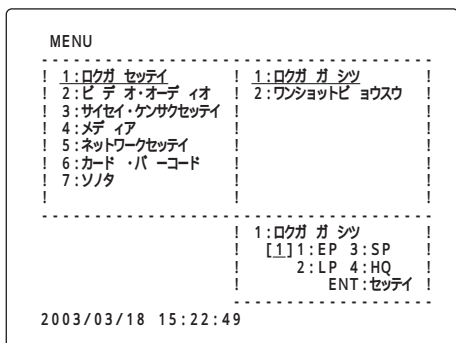 MENU
! 1:ロクガ セッテイ ! 1:ロクガ ガ シツ !
! 2:ビ デ オ・オーデ ィオ ! 2:ワンショットビ ョウスウ !
! 3:サイセイ・ケンサクセッテイ ! !
! 4:メデ ィア ! !
! 5:ネットワークセッテイ ! !
! 6:カード ・バ ーコード ! !
! 7:ソノタ ! !
! ! !
! 1:ロクガ ガ シツ !
! [1]1:EP 3:SP !
! 2:LP 4:HQ !
! ENT:セッテイ !
2003/03/18 15:22:49